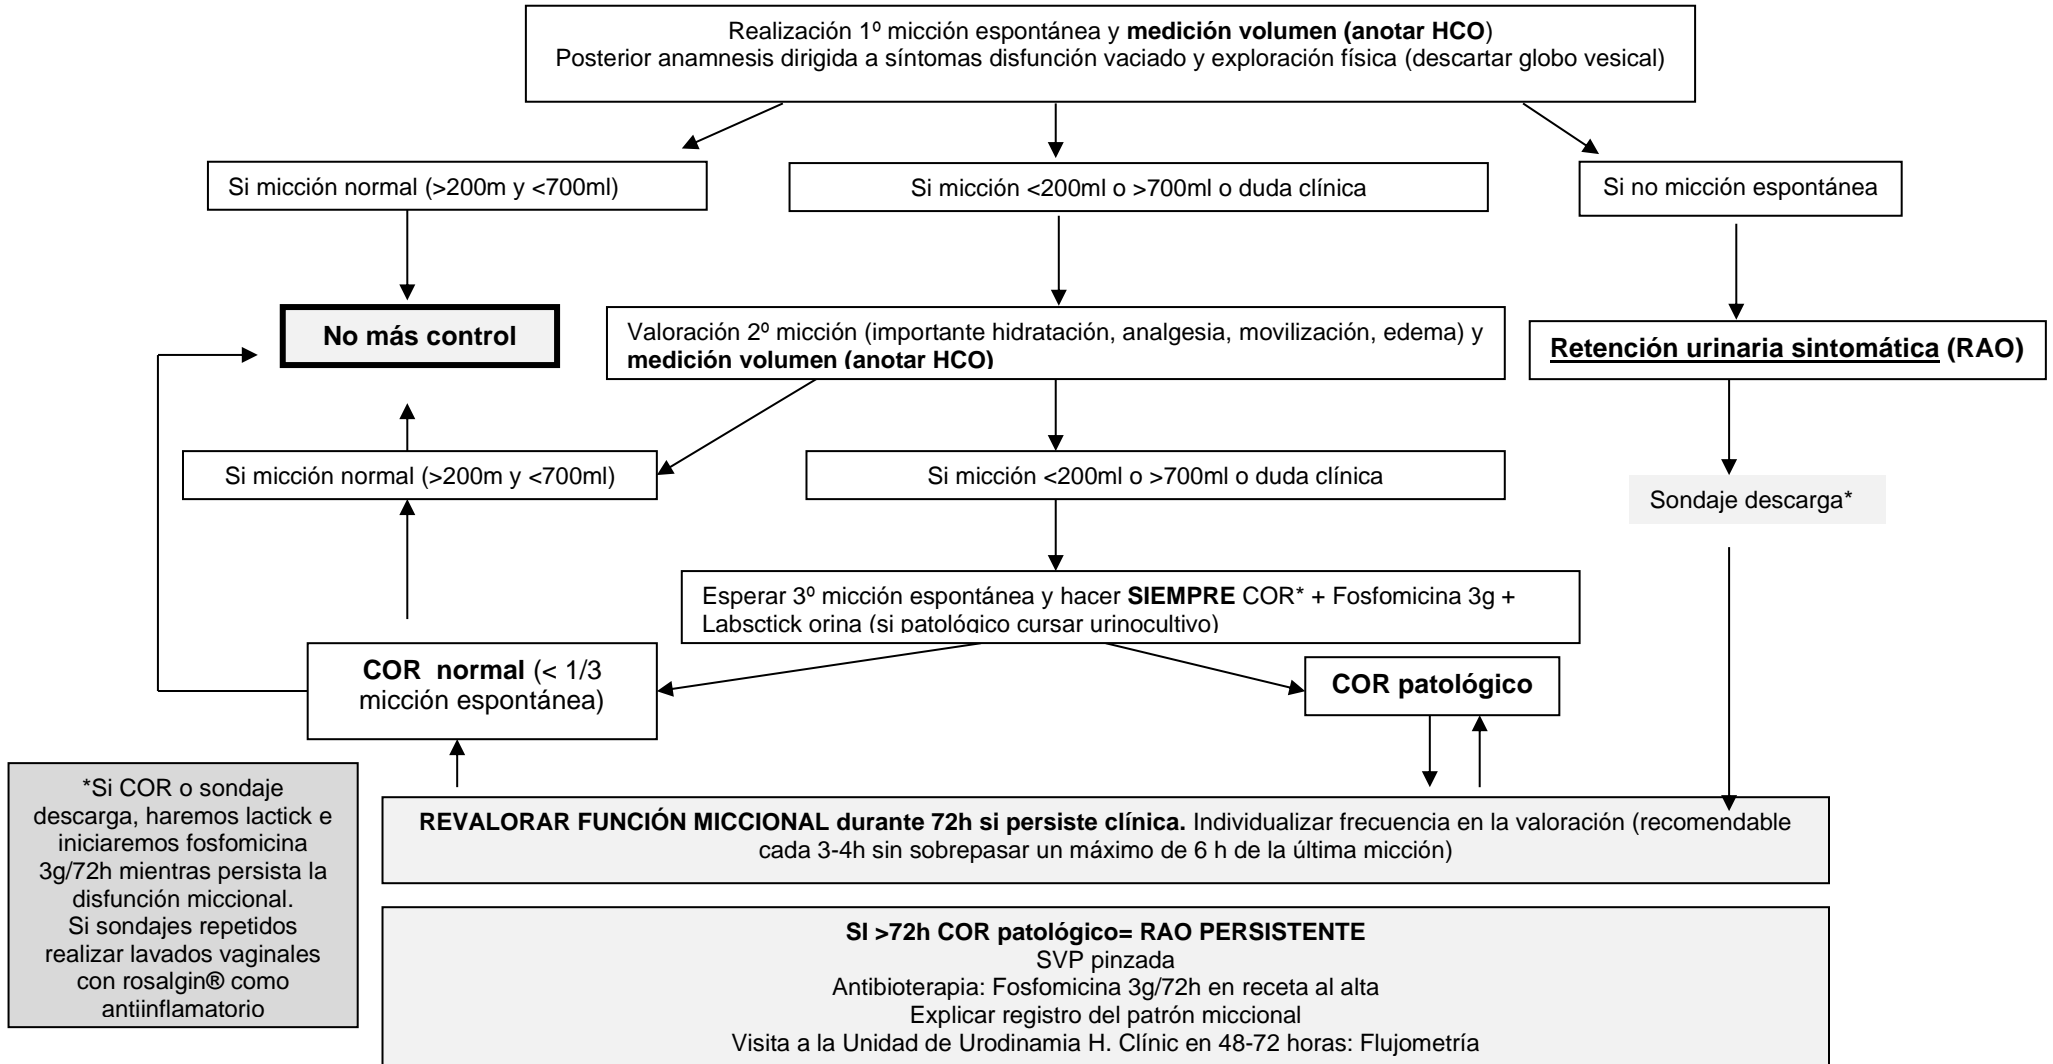 Realización 1º micción espontánea y medición volumen (anotar HCO)
Posterior anamnesis dirigida a síntomas disfunción vaciado y exploración física (descartar globo vesical)
Si micción normal (>200m y <700ml)
Si micción <200ml o >700ml o duda clínica
Si no micción espontánea
No más control
Valoración 2º micción (importante hidratación, analgesia, movilización, edema) y
medición volumen (anotar HCO)
Retención urinaria sintomática (RAO)
Si micción normal (>200m y <700ml)
Si micción <200ml o >700ml o duda clínica
Sondaje descarga*
Esperar 3º micción espontánea y hacer SIEMPRE COR* + Fosfomicina 3g +
Labsctick orina (si patológico cursar urinocultivo)
COR normal (< 1/3
micción espontánea)
COR patológico
*Si COR o sondaje
descarga, haremos lactick e
iniciaremos fosfomicina
3g/72h mientras persista la
disfunción miccional.
Si sondajes repetidos
realizar lavados vaginales
con rosalgin® como
antiinflamatorio
REVALORAR FUNCIÓN MICCIONAL durante 72h si persiste clínica. Individualizar frecuencia en la valoración (recomendable
cada 3-4h sin sobrepasar un máximo de 6 h de la última micción)
SI >72h COR patológico= RAO PERSISTENTE
SVP pinzada
Antibioterapia: Fosfomicina 3g/72h en receta al alta
Explicar registro del patrón miccional
Visita a la Unidad de Urodinamia H. Clínic en 48-72 horas: Flujometría